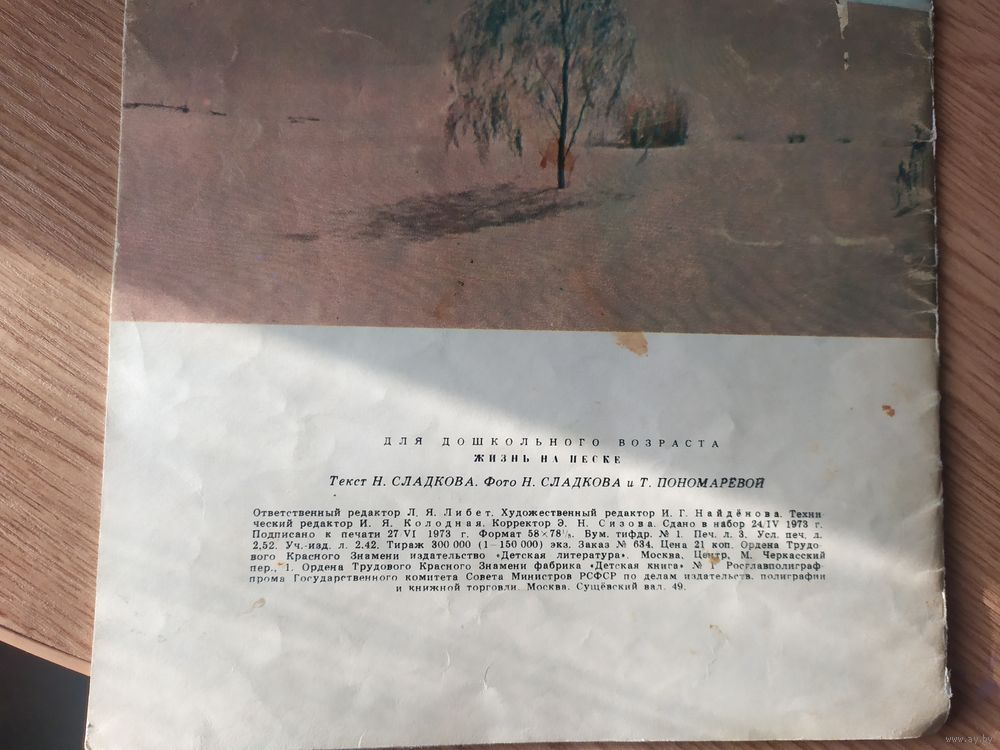 ДЛЯ ДОШКОЛЬНОГО ВОЗРАСТА
ЖИЗНЬ НА ПЕСКЕ
Текст Н. СЛАДКОВА. Фото Н. СЛАДКОВА и Т. ПОНОМАРЁВОЙ
Ответственный редактор Л. Я. Либет. Художественный редактор И. Г. Найдёнова. Техни-
ческий редактор И. Я. Колодная. Корректор Э. Н. Сизова. Сдано в набор 24/IV 1973 г.
Подписано к печати 27/VI 1973 г. Формат 58×78¹/₈. Бум. тифдр. № 1. Печ. л. 3. Усл. печ. л.
2,52. Уч.-изд. л. 2.42. Тираж 300 000 (1—150 000) экз. Заказ № 634. Цена 21 коп. Ордена Трудо-
вого Красного Знамени издательство «Детская литература». Москва. Центр, М. Черкасский
пер., 1. Ордена Трудового Красного Знамени фабрика «Детская книга» № 1 Росглавполиграф-
прома Государственного комитета Совета Министров РСФСР по делам издательств, полиграфии
и книжной торговли. Москва. Сущёвский вал, 49.
www.ay.by